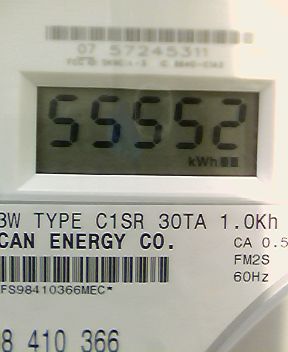 07 57245311
55552
kWh
3W TYPE C1SR 30TA 1.0Kh
CAN ENERGY CO.
CA 0.5
FM2S
60Hz
FS98410366MEC*
8 410 366